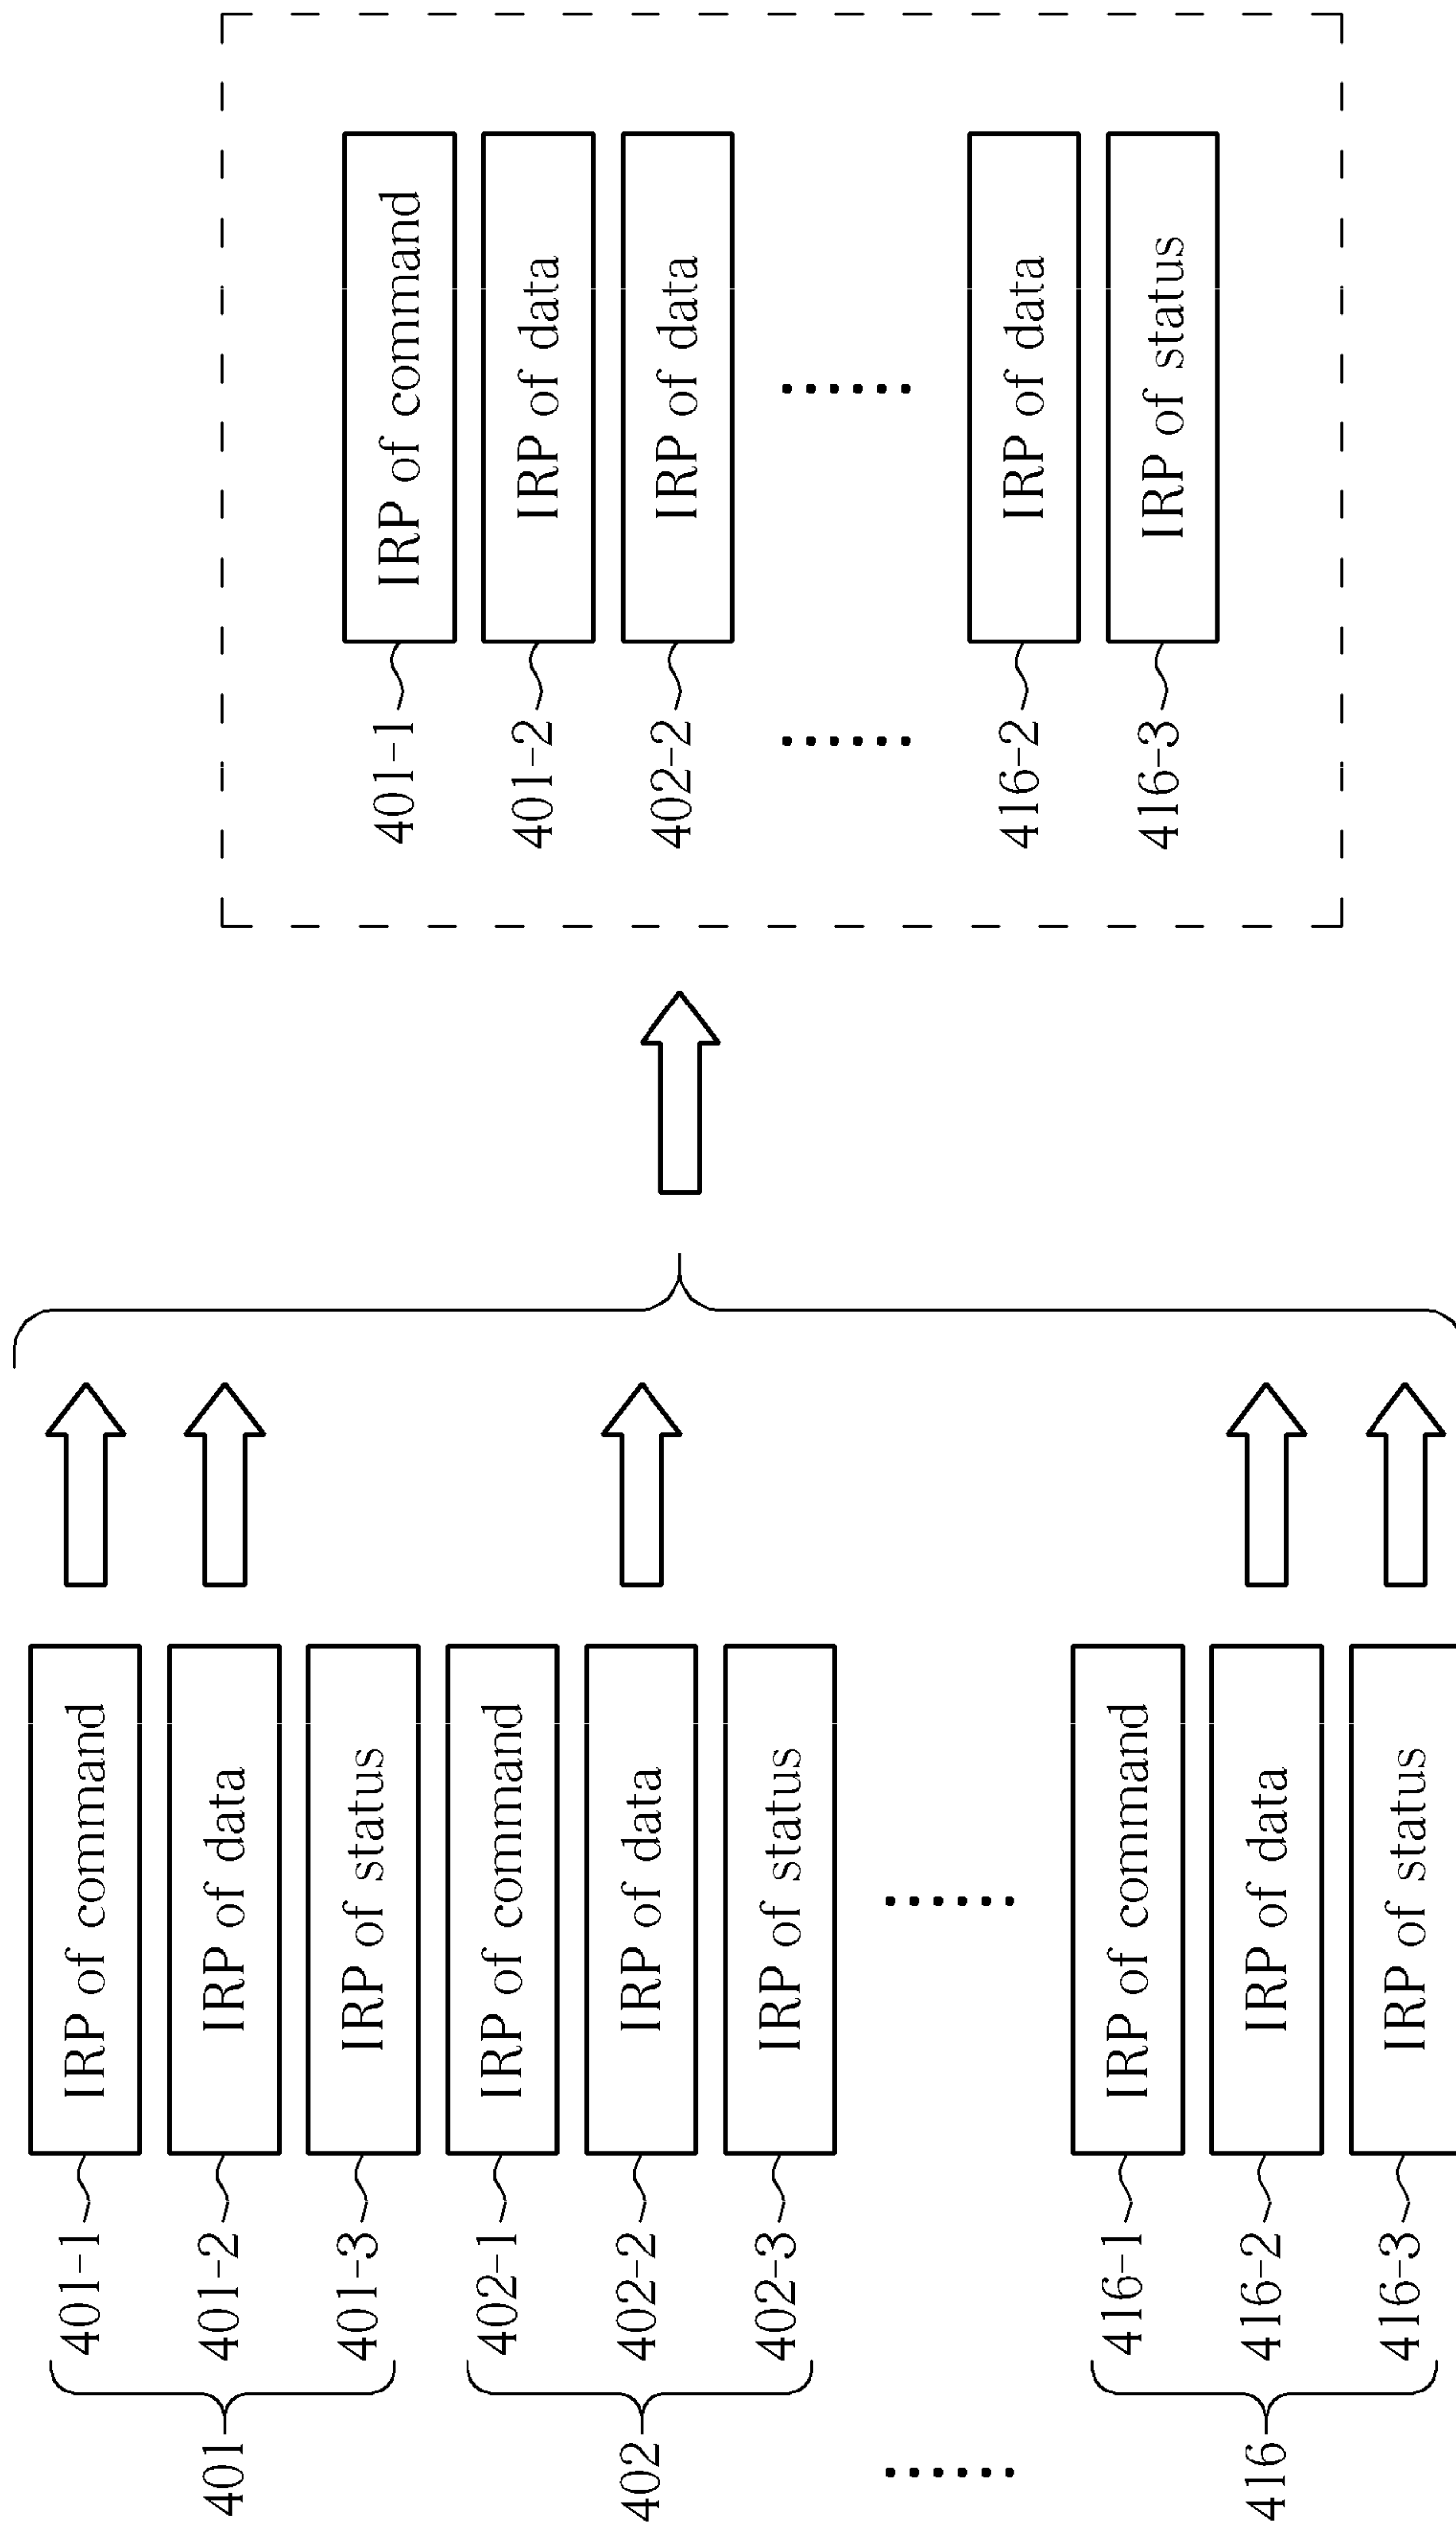 401
401-1 IRP of command
401-2 IRP of data
401-3 IRP of status
402
402-1 IRP of command
402-2 IRP of data
402-3 IRP of status
......
......
416
416-1 IRP of command
416-2 IRP of data
416-3 IRP of status
401-1 IRP of command
401-2 IRP of data
402-2 IRP of data
......
......
416-2 IRP of data
416-3 IRP of status